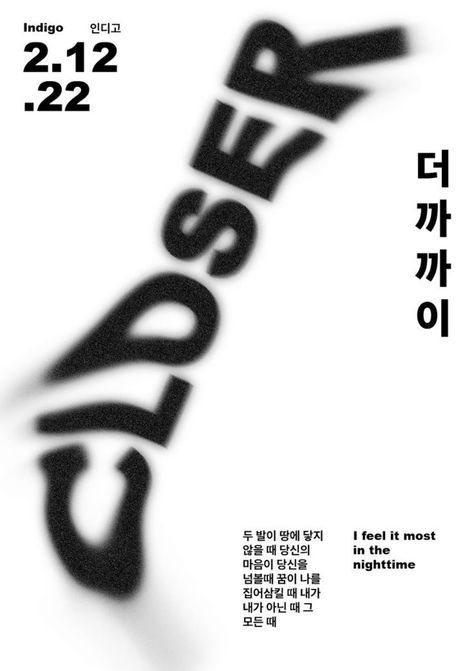 Indigo 인디고
2.12
.22
CLOSER
더까까이
두 발이 땅에 닿지
않을 때 당신의
마음이 당신을
넘볼때 꿈이 나를
집어삼킬 때 내가
내가 아닌 때 그
모든 때
I feel it most
in the
nighttime